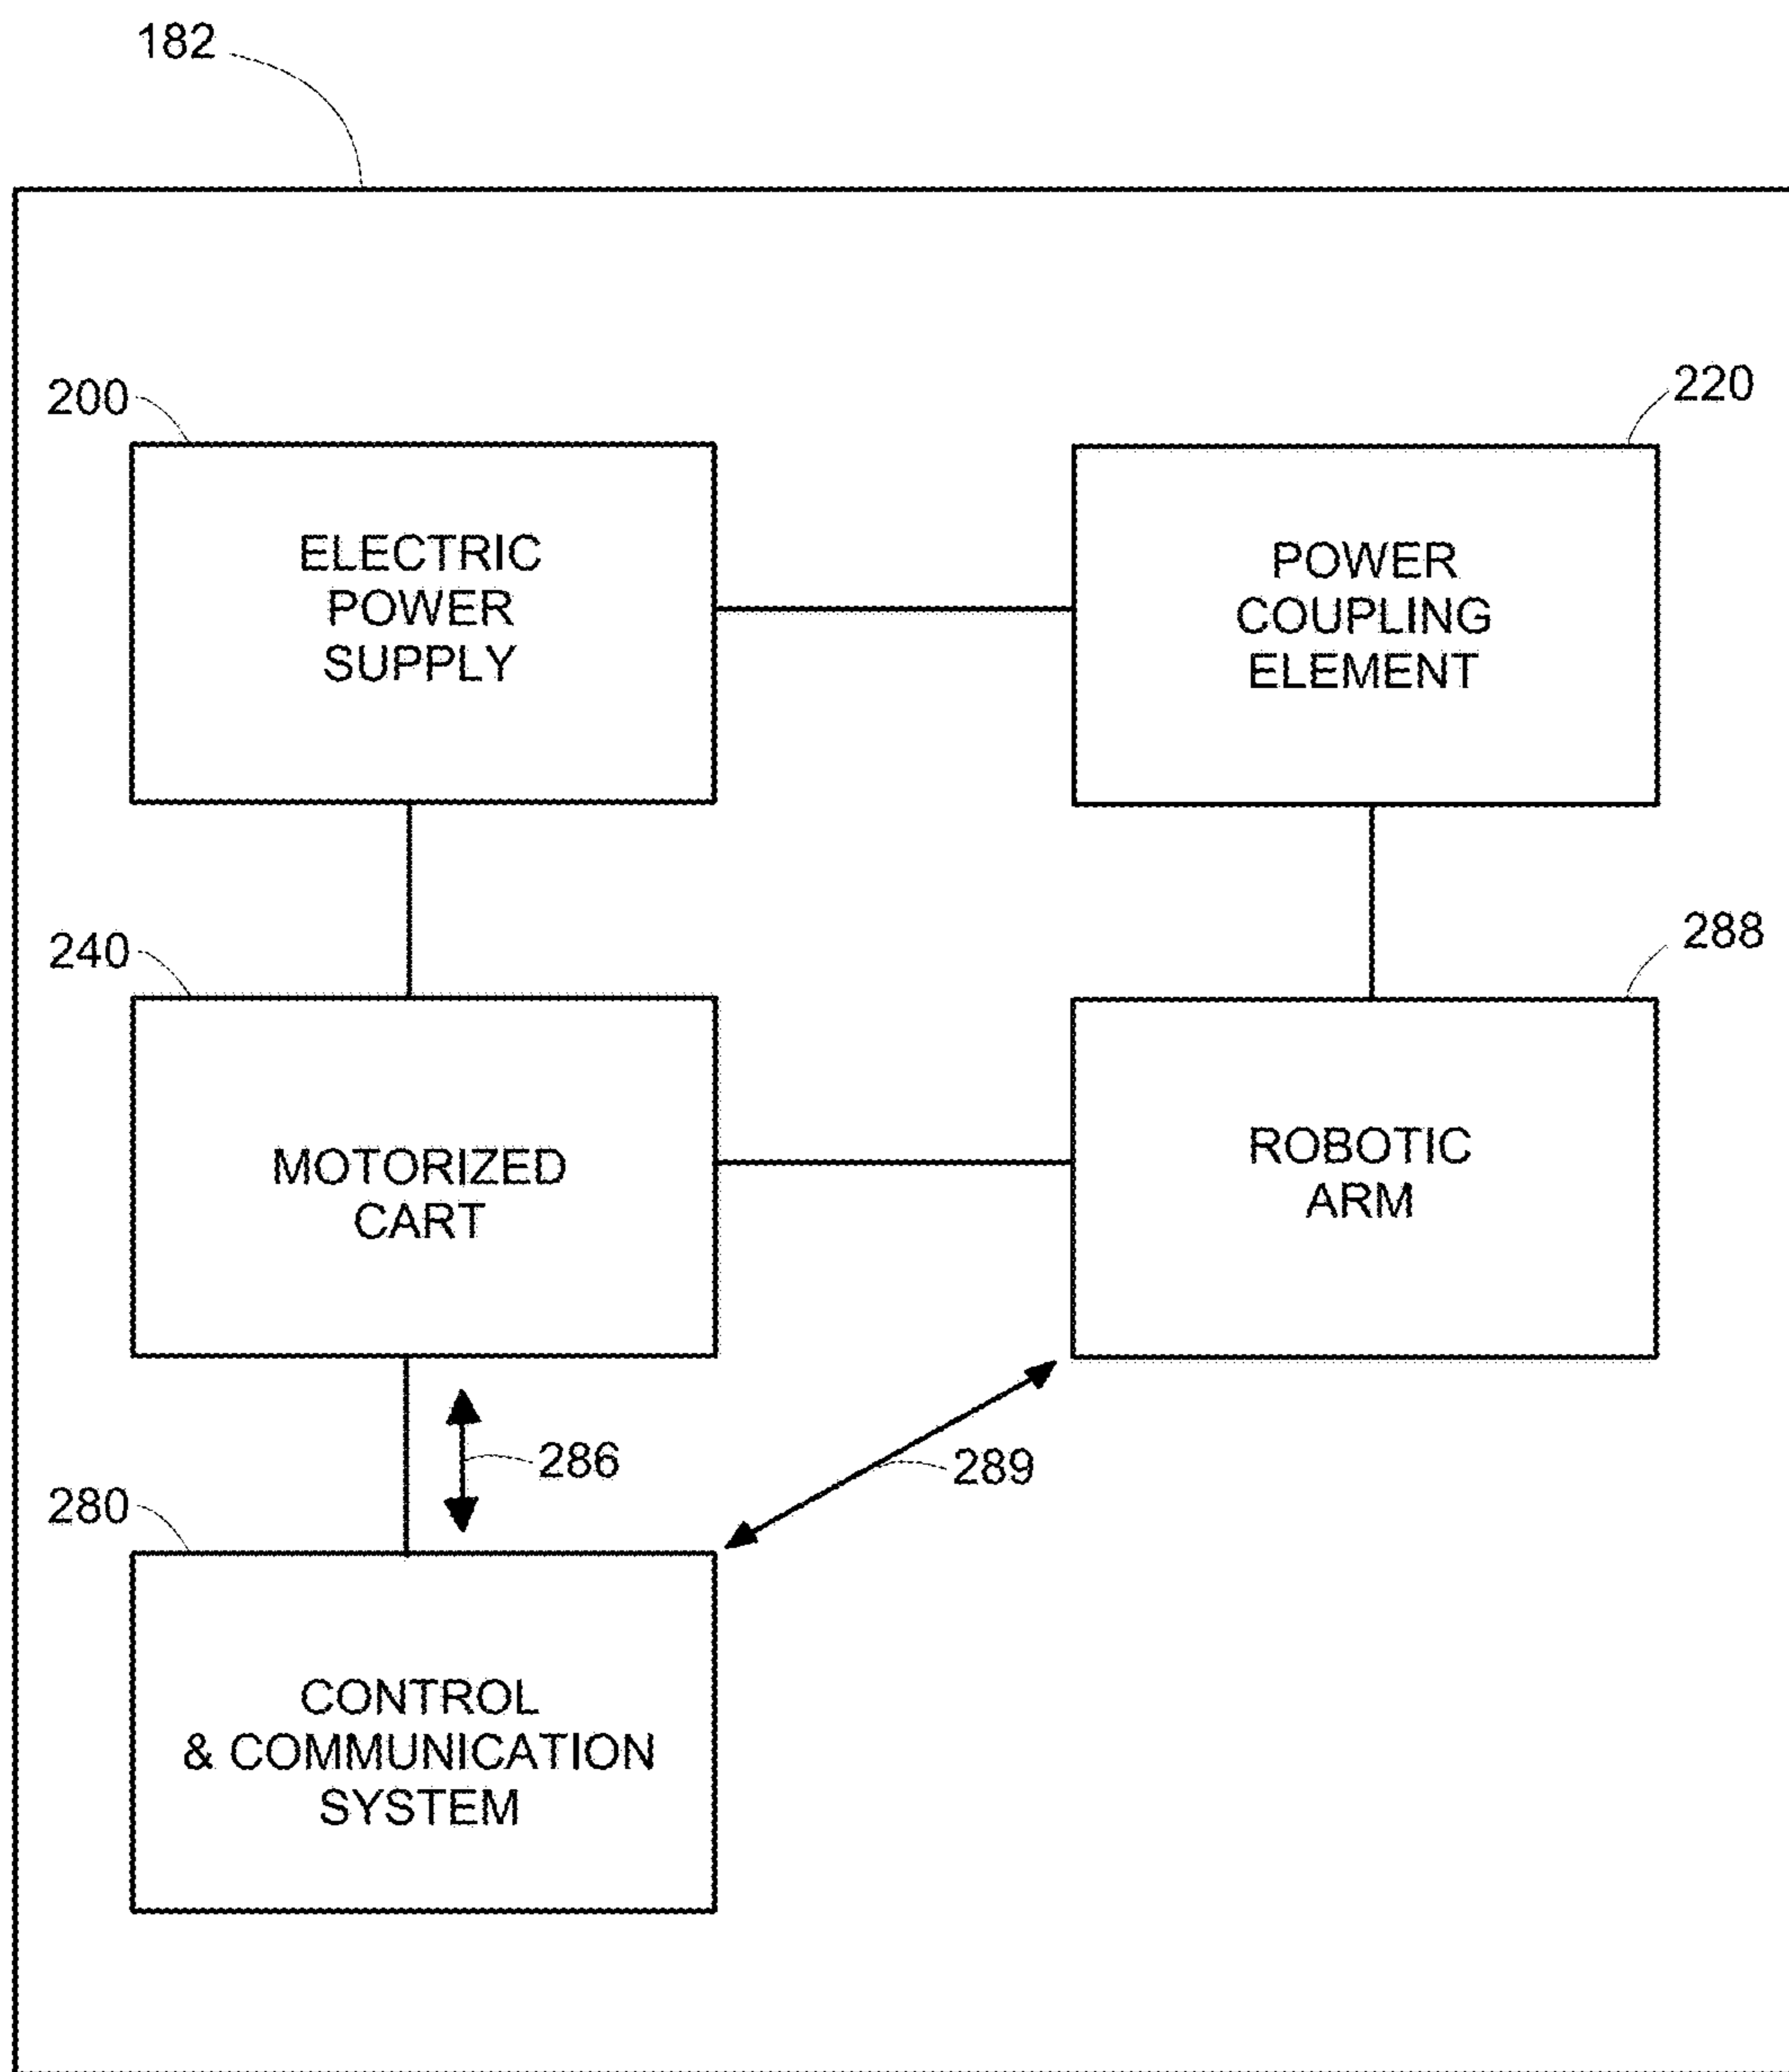 182
200
220
ELECTRIC
POWER
SUPPLY
POWER
COUPLING
ELEMENT
240
288
MOTORIZED
CART
ROBOTIC
ARM
286
289
280
CONTROL
& COMMUNICATION
SYSTEM